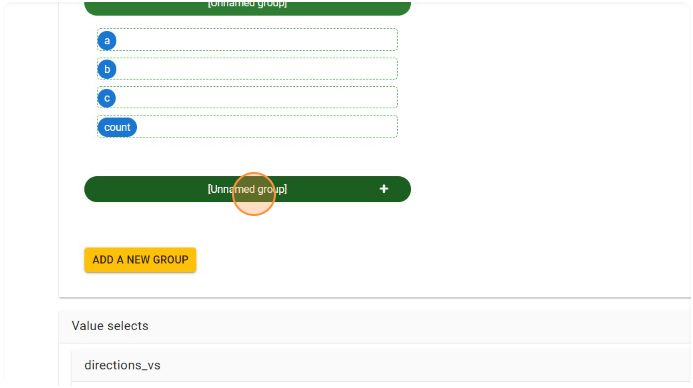 [Unnamed group]
a
b
c
count
[Unnamed group] +
ADD A NEW GROUP
Value selects
directions_vs